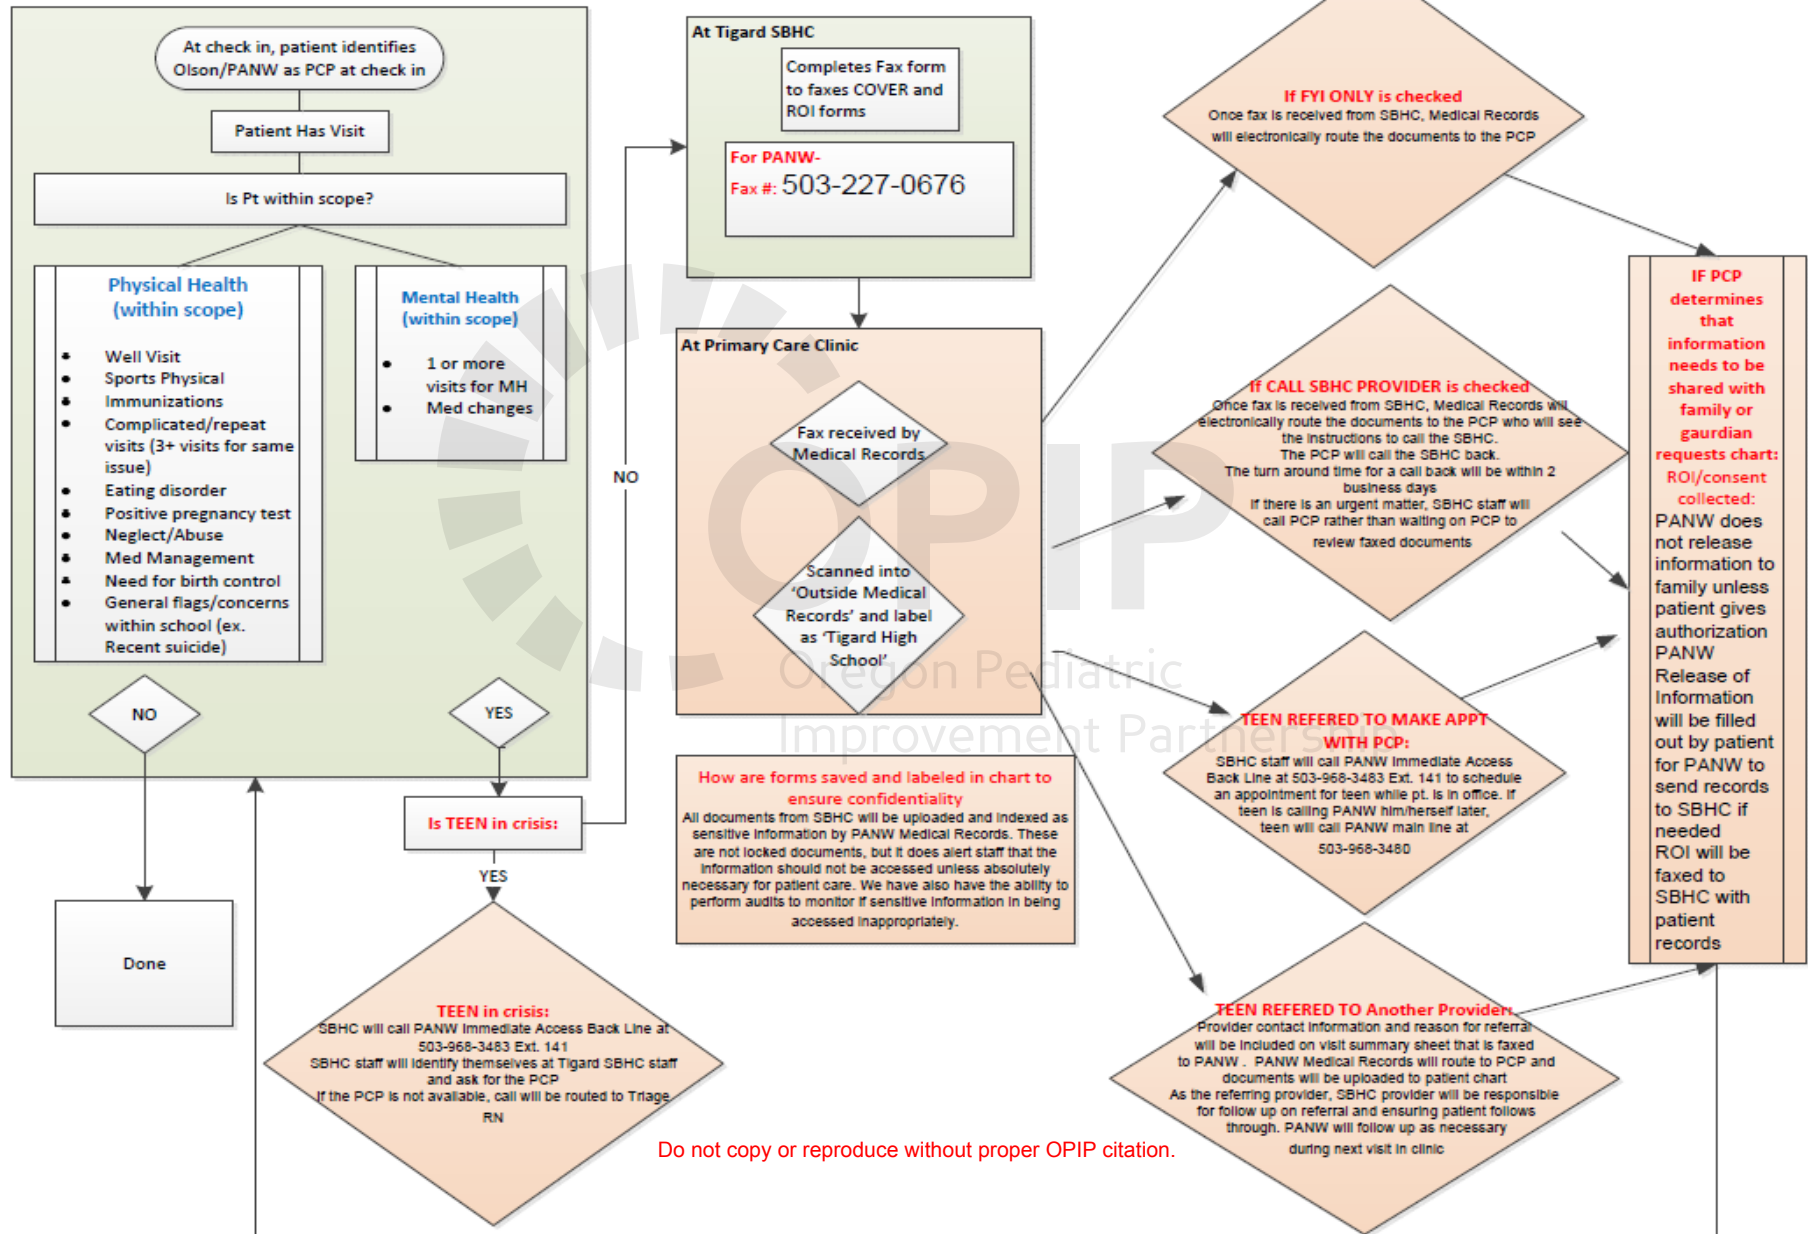 At check in, patient identifies
Olson/PANW as PCP at check in
Patient Has Visit
Is Pt within scope?
Physical Health
(within scope)
Well Visit
Sports Physical
Immunizations
Complicated/repeat
visits (3+ visits for same
issue)
Eating disorder
Positive pregnancy test
Neglect/Abuse
Med Management
Need for birth control
General flags/concerns
within school (ex.
Recent suicide)
Mental Health
(within scope)
1 or more
visits for MH
Med changes
NO
YES
Done
Is TEEN in crisis:
NO
YES
TEEN in crisis:
SBHC will call PANW Immediate Access Back Line at
503-968-3483 Ext. 141
SBHC staff will identify themselves at Tigard SBHC staff
and ask for the PCP
If the PCP is not available, call will be routed to Triage
RN
At Tigard SBHC
Completes Fax form
to faxes COVER and
ROI forms
For PANW-
Fax #: 503-227-0676
At Primary Care Clinic
Fax received by
Medical Records
Scanned into
'Outside Medical
Records' and label
as 'Tigard High
School'
How are forms saved and labeled in chart to
ensure confidentiality
All documents from SBHC will be uploaded and indexed as
sensitive information by PANW Medical Records. These
are not locked documents, but it does alert staff that the
information should not be accessed unless absolutely
necessary for patient care. We have also have the ability to
perform audits to monitor if sensitive information in being
accessed inappropriately.
If FYI ONLY is checked
Once fax is received from SBHC, Medical Records
will electronically route the documents to the PCP
If CALL SBHC PROVIDER is checked
Once fax is received from SBHC, Medical Records will
electronically route the documents to the PCP who will see
the instructions to call the SBHC.
The PCP will call the SBHC back.
The turn around time for a call back will be within 2
business days
If there is an urgent matter, SBHC staff will
call PCP rather than waiting on PCP to
review faxed documents
TEEN REFERED TO MAKE APPT
WITH PCP:
SBHC staff will call PANW Immediate Access
Back Line at 503-968-3483 Ext. 141 to schedule
an appointment for teen while pt. is in office. If
teen is calling PANW him/herself later,
teen will call PANW main line at
503-968-3480
TEEN REFERED TO Another Provider:
Provider contact information and reason for referral
will be included on visit summary sheet that is faxed
to PANW . PANW Medical Records will route to PCP and
documents will be uploaded to patient chart
As the referring provider, SBHC provider will be responsible
for follow up on referral and ensuring patient follows
through. PANW will follow up as necessary
during next visit in clinic
IF PCP
determines
that
information
needs to be
shared with
family or
gaurdian
requests chart:
ROI/consent
collected:
PANW does
not release
information to
family unless
patient gives
authorization
PANW
Release of
Information
will be filled
out by patient
for PANW to
send records
to SBHC if
needed
ROI will be
faxed to
SBHC with
patient
records
OPIP
Oregon Pediatric
Improvement Partnership
Do not copy or reproduce without proper OPIP citation.